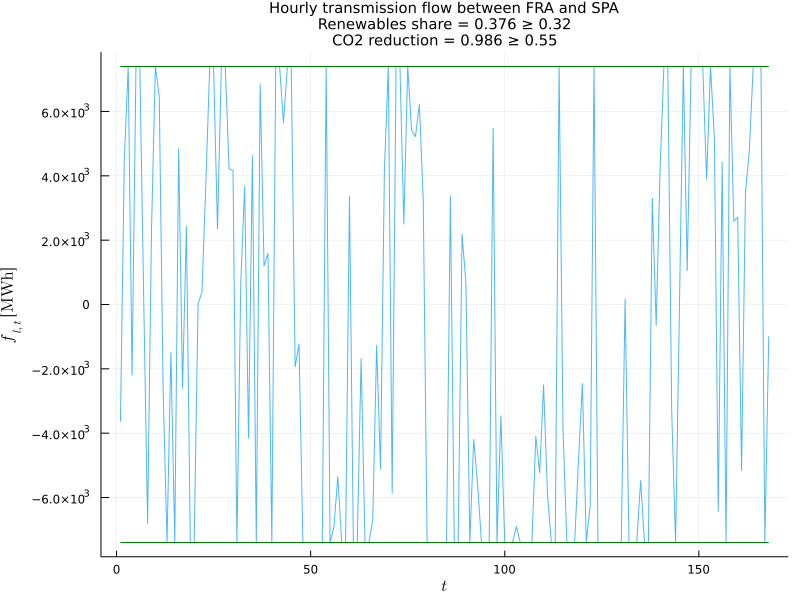 Hourly transmission flow between FRA and SPA
Renewables share = 0.376 ≥ 0.32
CO2 reduction = 0.986 ≥ 0.55
6.0×10³
4.0×10³
2.0×10³
0
−2.0×10³
−4.0×10³
−6.0×10³
f_{l,t} [MWh]
0 50 100 150
t